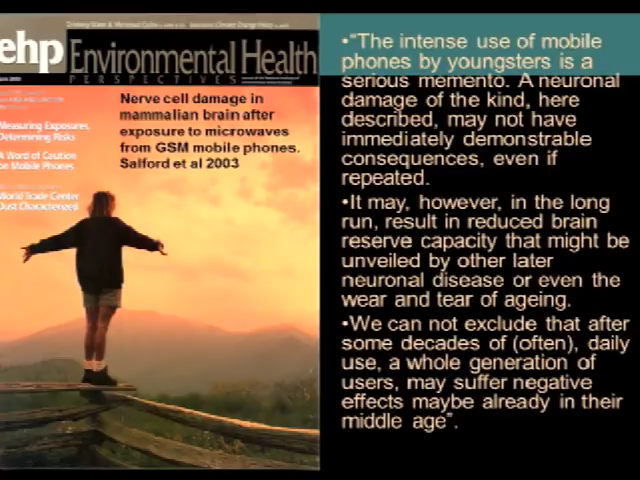 Drinking Water & Menstrual Cycles
ehp Environmental Health
PERSPECTIVES
Nerve cell damage in
mammalian brain after
exposure to microwaves
from GSM mobile phones.
Salford et al 2003
Measuring Exposures,
Determining Risks
A Word of Caution
on Mobile Phones
World Trade Center
Dust Characterized
•“The intense use of mobile
phones by youngsters is a
serious memento. A neuronal
damage of the kind, here
described, may not have
immediately demonstrable
consequences, even if
repeated.
•It may, however, in the long
run, result in reduced brain
reserve capacity that might be
unveiled by other later
neuronal disease or even the
wear and tear of ageing.
•We can not exclude that after
some decades of (often), daily
use, a whole generation of
users, may suffer negative
effects maybe already in their
middle age”.